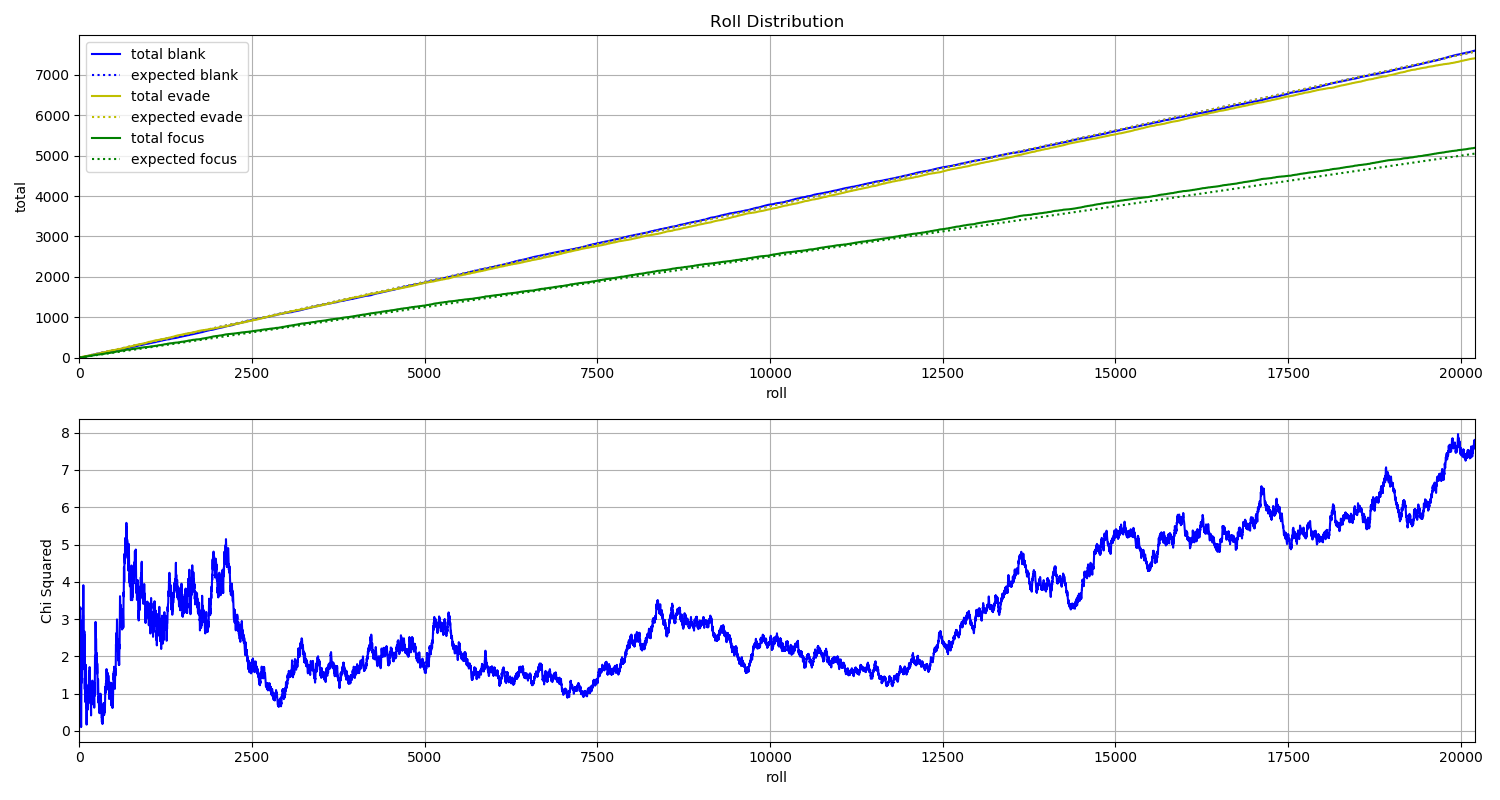 Roll Distribution
total blank
expected blank
total evade
expected evade
total focus
expected focus
total
7000
6000
5000
4000
3000
2000
1000
0
0 2500 5000 7500 10000 12500 15000 17500 20000
roll
Chi Squared
8
7
6
5
4
3
2
1
0
0 2500 5000 7500 10000 12500 15000 17500 20000
roll